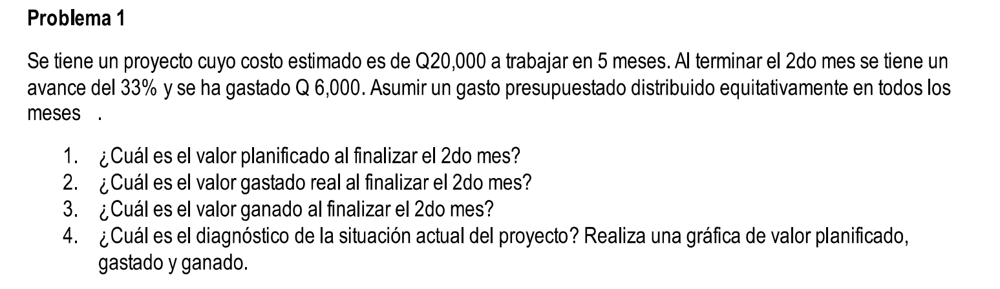 Problema 1
Se tiene un proyecto cuyo costo estimado es de Q20,000 a trabajar en 5 meses. Al terminar el 2do mes se tiene un
avance del 33% y se ha gastado Q 6,000. Asumir un gasto presupuestado distribuido equitativamente en todos los
meses .
1. ¿Cuál es el valor planificado al finalizar el 2do mes?
2. ¿Cuál es el valor gastado real al finalizar el 2do mes?
3. ¿Cuál es el valor ganado al finalizar el 2do mes?
4. ¿Cuál es el diagnóstico de la situación actual del proyecto? Realiza una gráfica de valor planificado,
gastado y ganado.